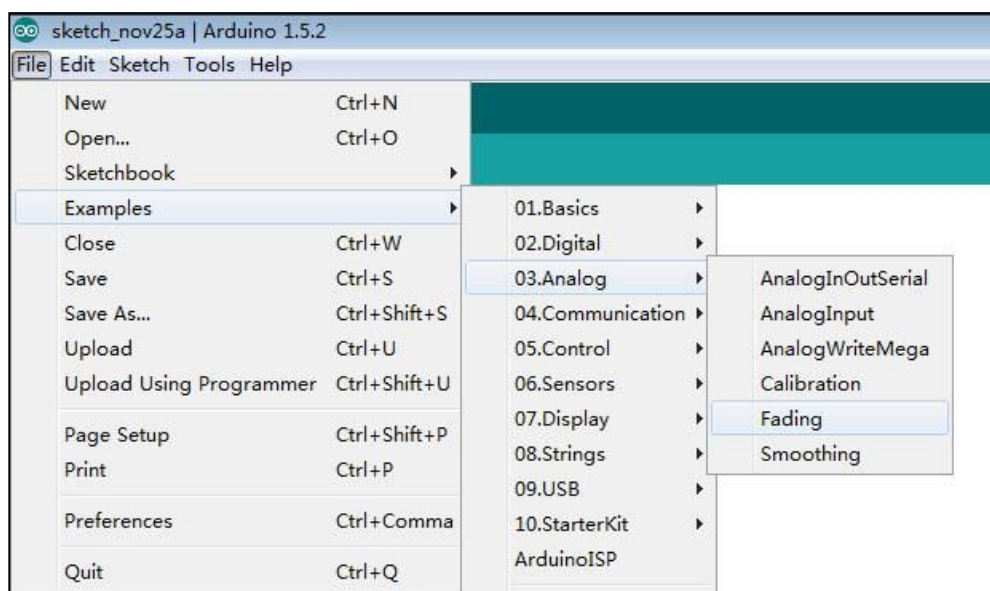 sketch_nov25a | Arduino 1.5.2
File Edit Sketch Tools Help
New Ctrl+N
Open... Ctrl+O
Sketchbook
Examples
Close Ctrl+W
Save Ctrl+S
Save As... Ctrl+Shift+S
Upload Ctrl+U
Upload Using Programmer Ctrl+Shift+U
Page Setup Ctrl+Shift+P
Print Ctrl+P
Preferences Ctrl+Comma
Quit Ctrl+Q
01.Basics
02.Digital
03.Analog
04.Communication
05.Control
06.Sensors
07.Display
08.Strings
09.USB
10.StarterKit
ArduinoISP
AnalogInOutSerial
AnalogInput
AnalogWriteMega
Calibration
Fading
Smoothing